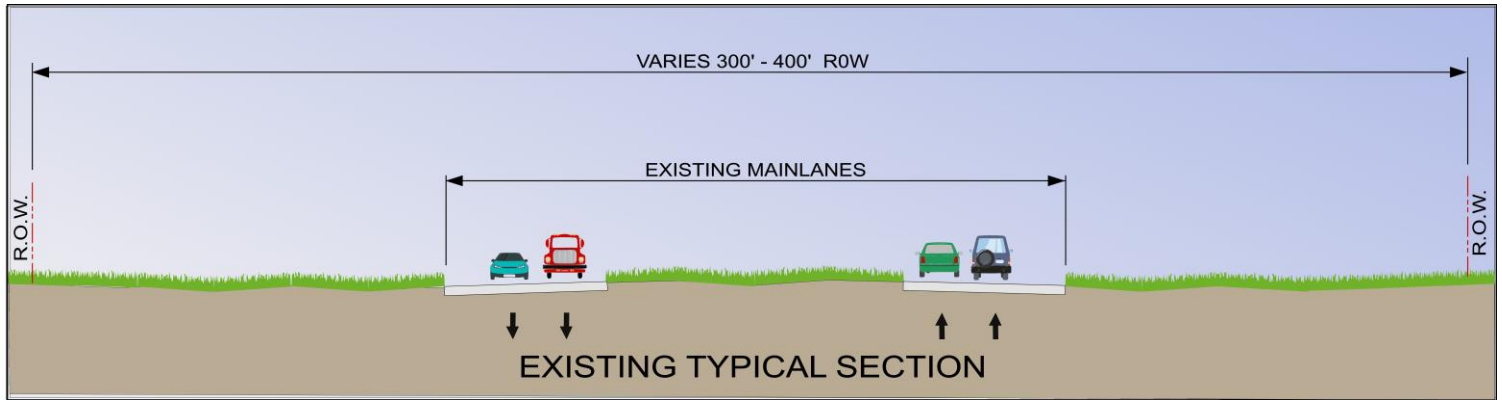 VARIES 300' - 400' R0W
EXISTING MAINLANES
R.O.W.
R.O.W.
EXISTING TYPICAL SECTION